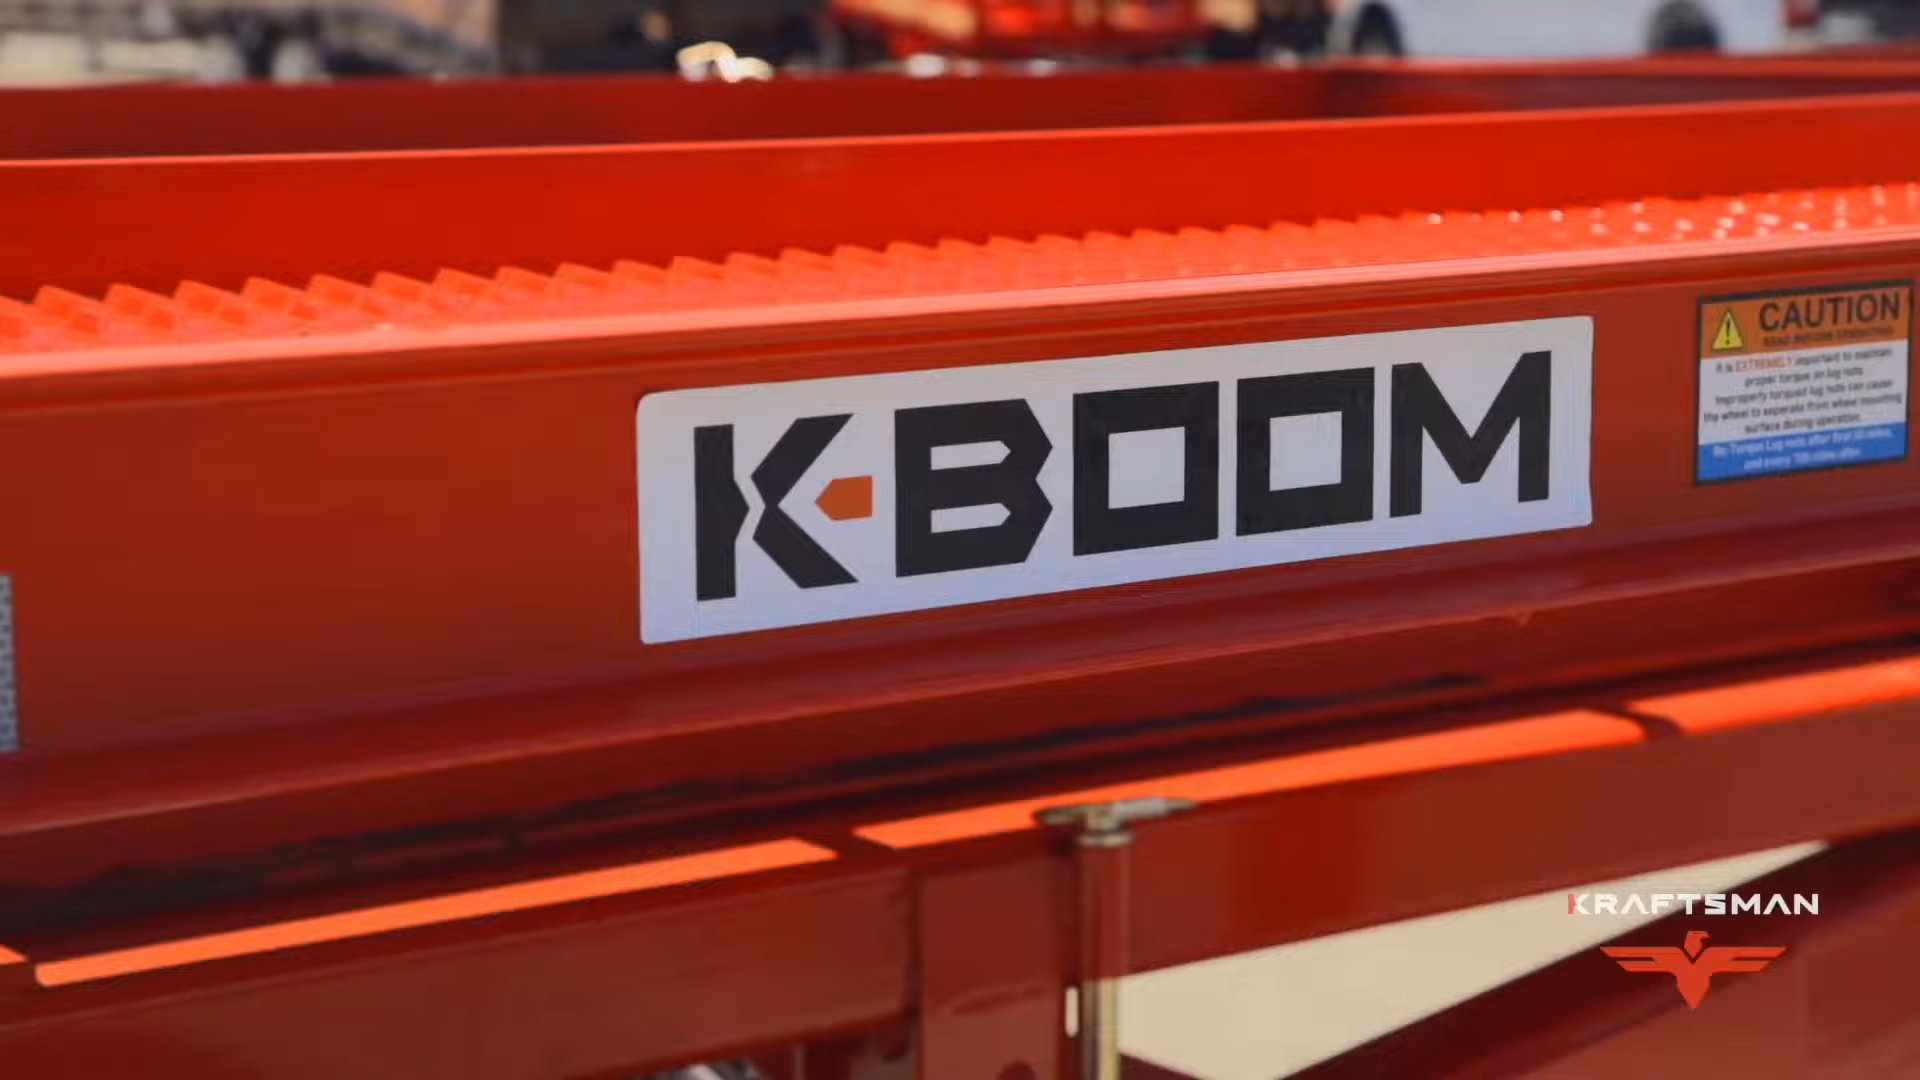 K-BOOM
CAUTION
READ BEFORE OPERATING
It is EXTREMELY important to maintain
proper torque on lug nuts
Improperly torqued lug nuts can cause
the wheel to seperate from wheel mounting
surface during operation.
Re-Torque Lug nuts after first 50 miles,
and every 100 miles after.
KRAFTSMAN